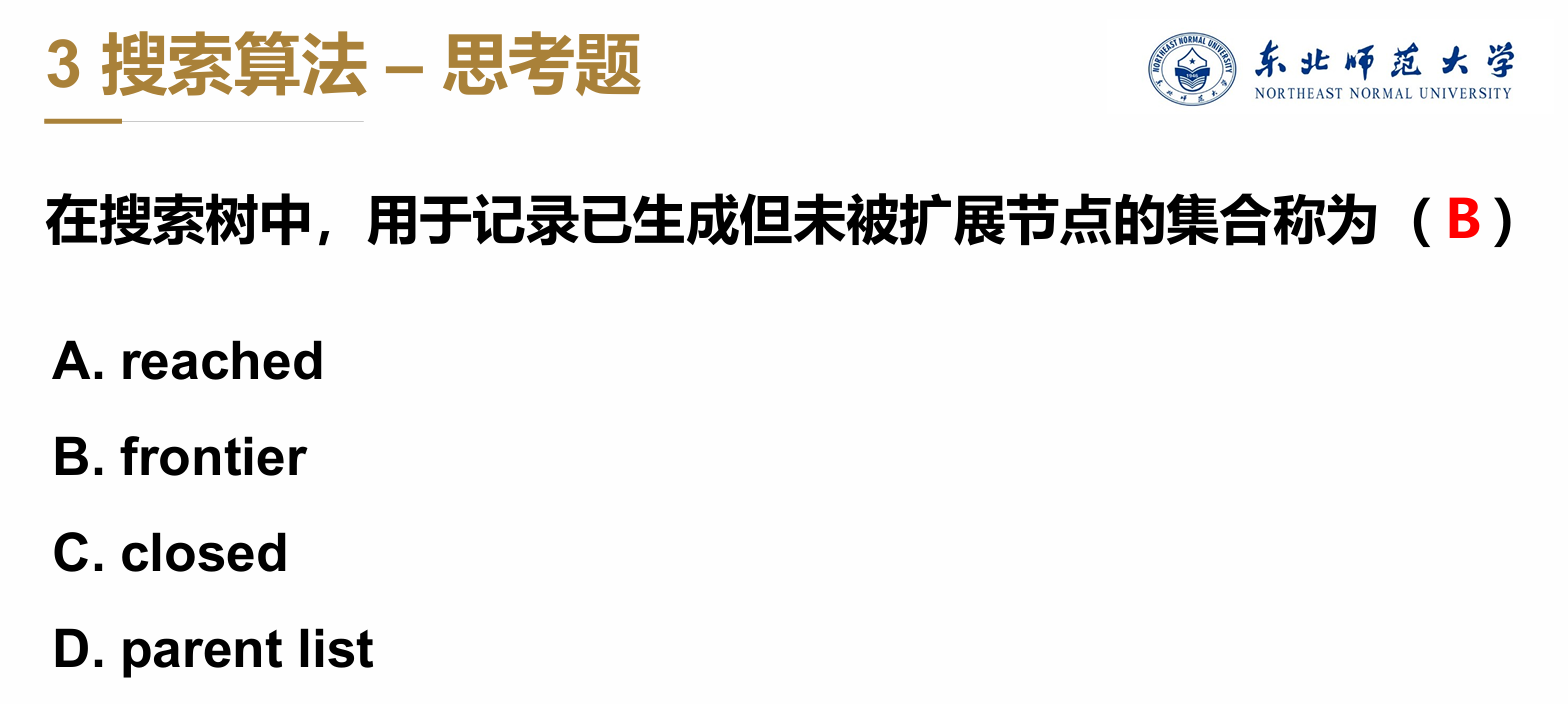 3 搜索算法 – 思考题
东北师范大学
NORTHEAST NORMAL UNIVERSITY
NORTHEAST NORMAL UNIVERSITY
1946
东北师范大学
在搜索树中，用于记录已生成但未被扩展节点的集合称为（B）
A. reached
B. frontier
C. closed
D. parent list